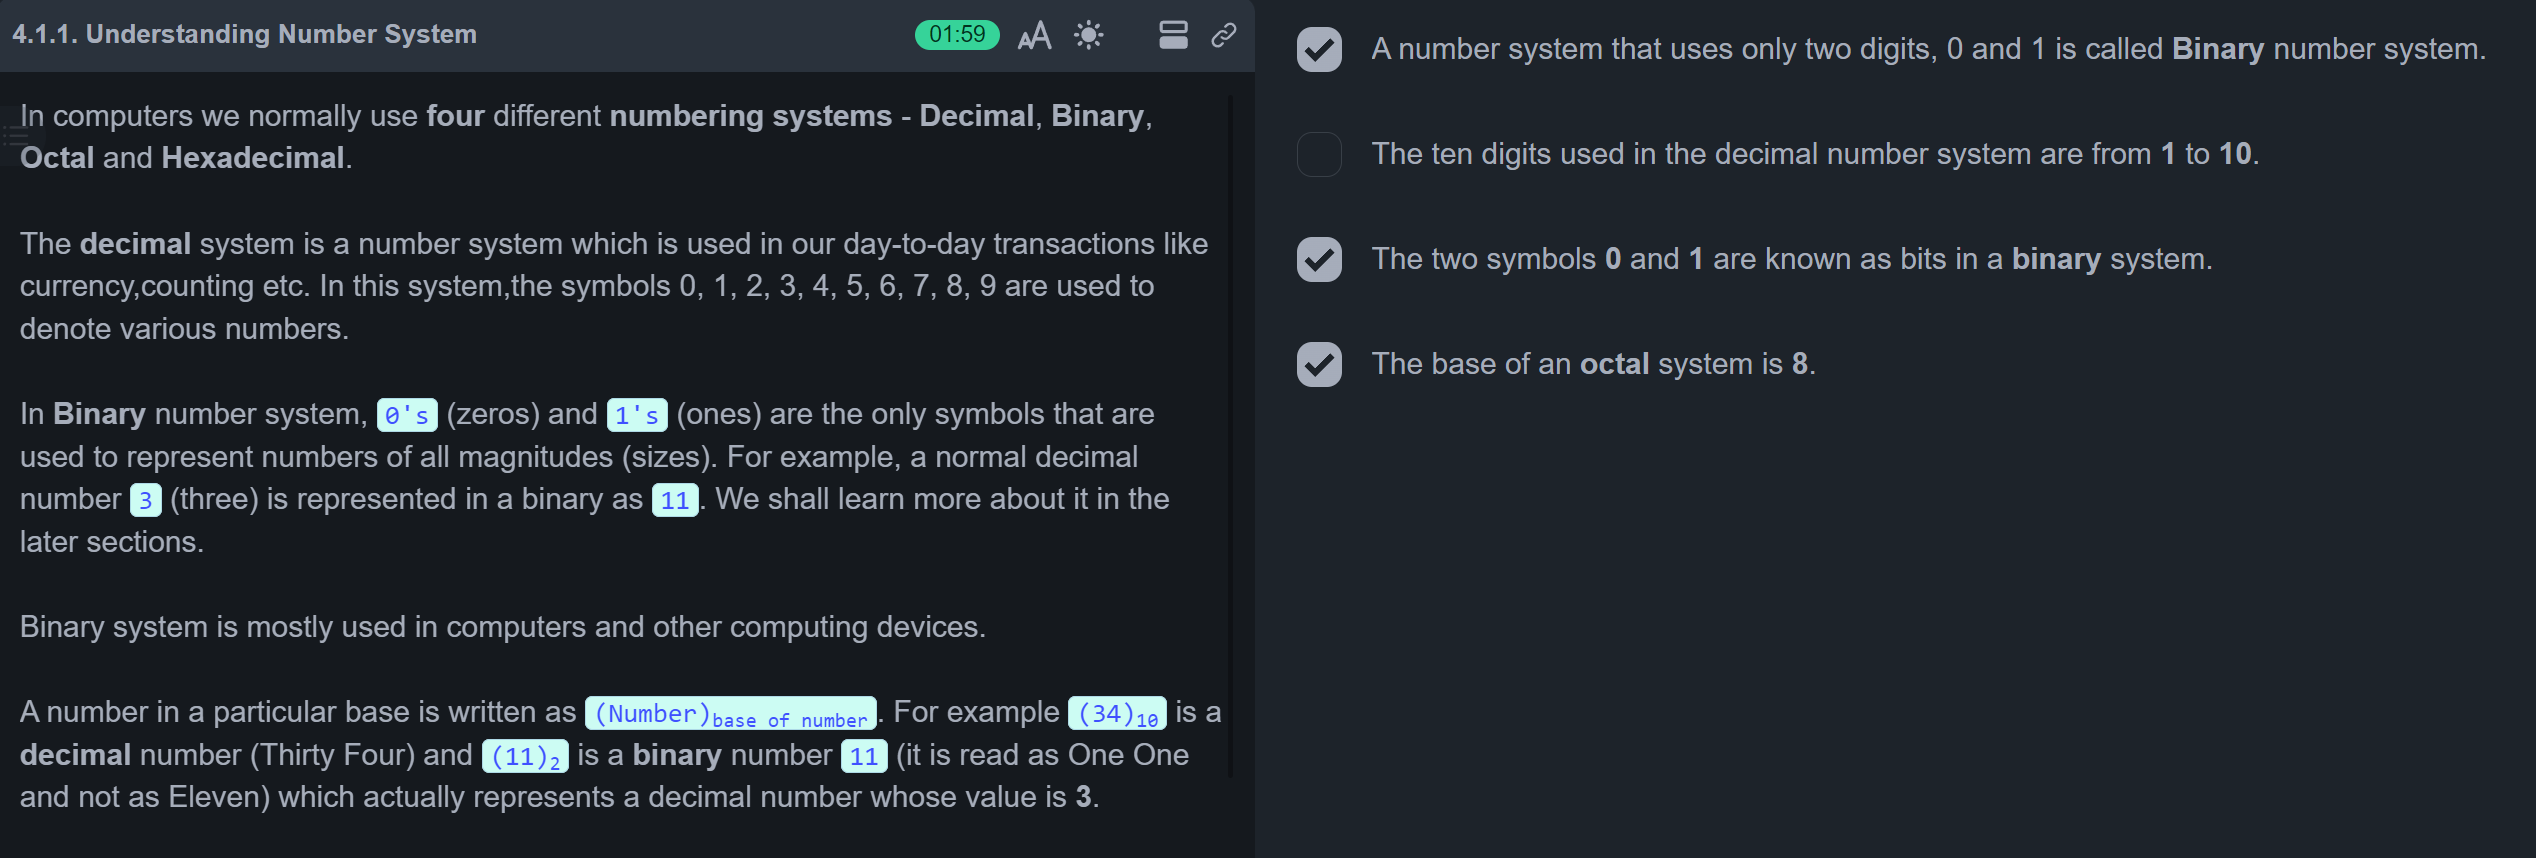 4.1.1. Understanding Number System
01:59
AA
In computers we normally use four different numbering systems - Decimal, Binary,
Octal and Hexadecimal.
The decimal system is a number system which is used in our day-to-day transactions like
currency,counting etc. In this system,the symbols 0, 1, 2, 3, 4, 5, 6, 7, 8, 9 are used to
denote various numbers.
In Binary number system, 0's (zeros) and 1's (ones) are the only symbols that are
used to represent numbers of all magnitudes (sizes). For example, a normal decimal
number 3 (three) is represented in a binary as 11. We shall learn more about it in the
later sections.
Binary system is mostly used in computers and other computing devices.
A number in a particular base is written as (Number)base of number. For example (34)10 is a
decimal number (Thirty Four) and (11)2 is a binary number 11 (it is read as One One
and not as Eleven) which actually represents a decimal number whose value is 3.
A number system that uses only two digits, 0 and 1 is called Binary number system.
The ten digits used in the decimal number system are from 1 to 10.
The two symbols 0 and 1 are known as bits in a binary system.
The base of an octal system is 8.